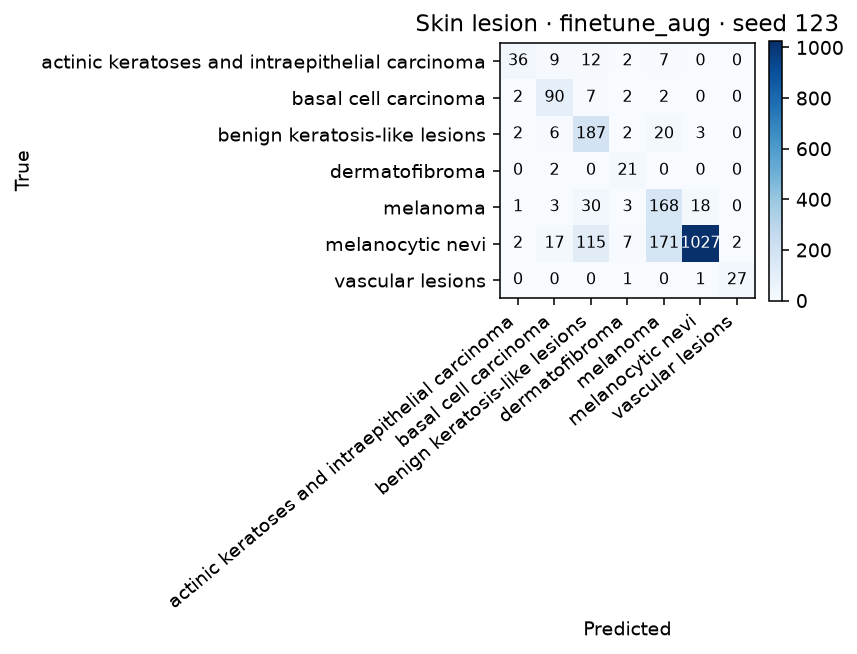 Skin lesion · finetune_aug · seed 123
actinic keratoses and intraepithelial carcinoma 36 9 12 2 7 0 0
basal cell carcinoma 2 90 7 2 2 0 0
benign keratosis-like lesions 2 6 187 2 20 3 0
dermatofibroma 0 2 0 21 0 0 0
melanoma 1 3 30 3 168 18 0
melanocytic nevi 2 17 115 7 171 1027 2
vascular lesions 0 0 0 1 0 1 27
True
actinic keratoses and intraepithelial carcinoma
basal cell carcinoma
benign keratosis-like lesions
dermatofibroma
melanoma
melanocytic nevi
vascular lesions
Predicted
1000
800
600
400
200
0